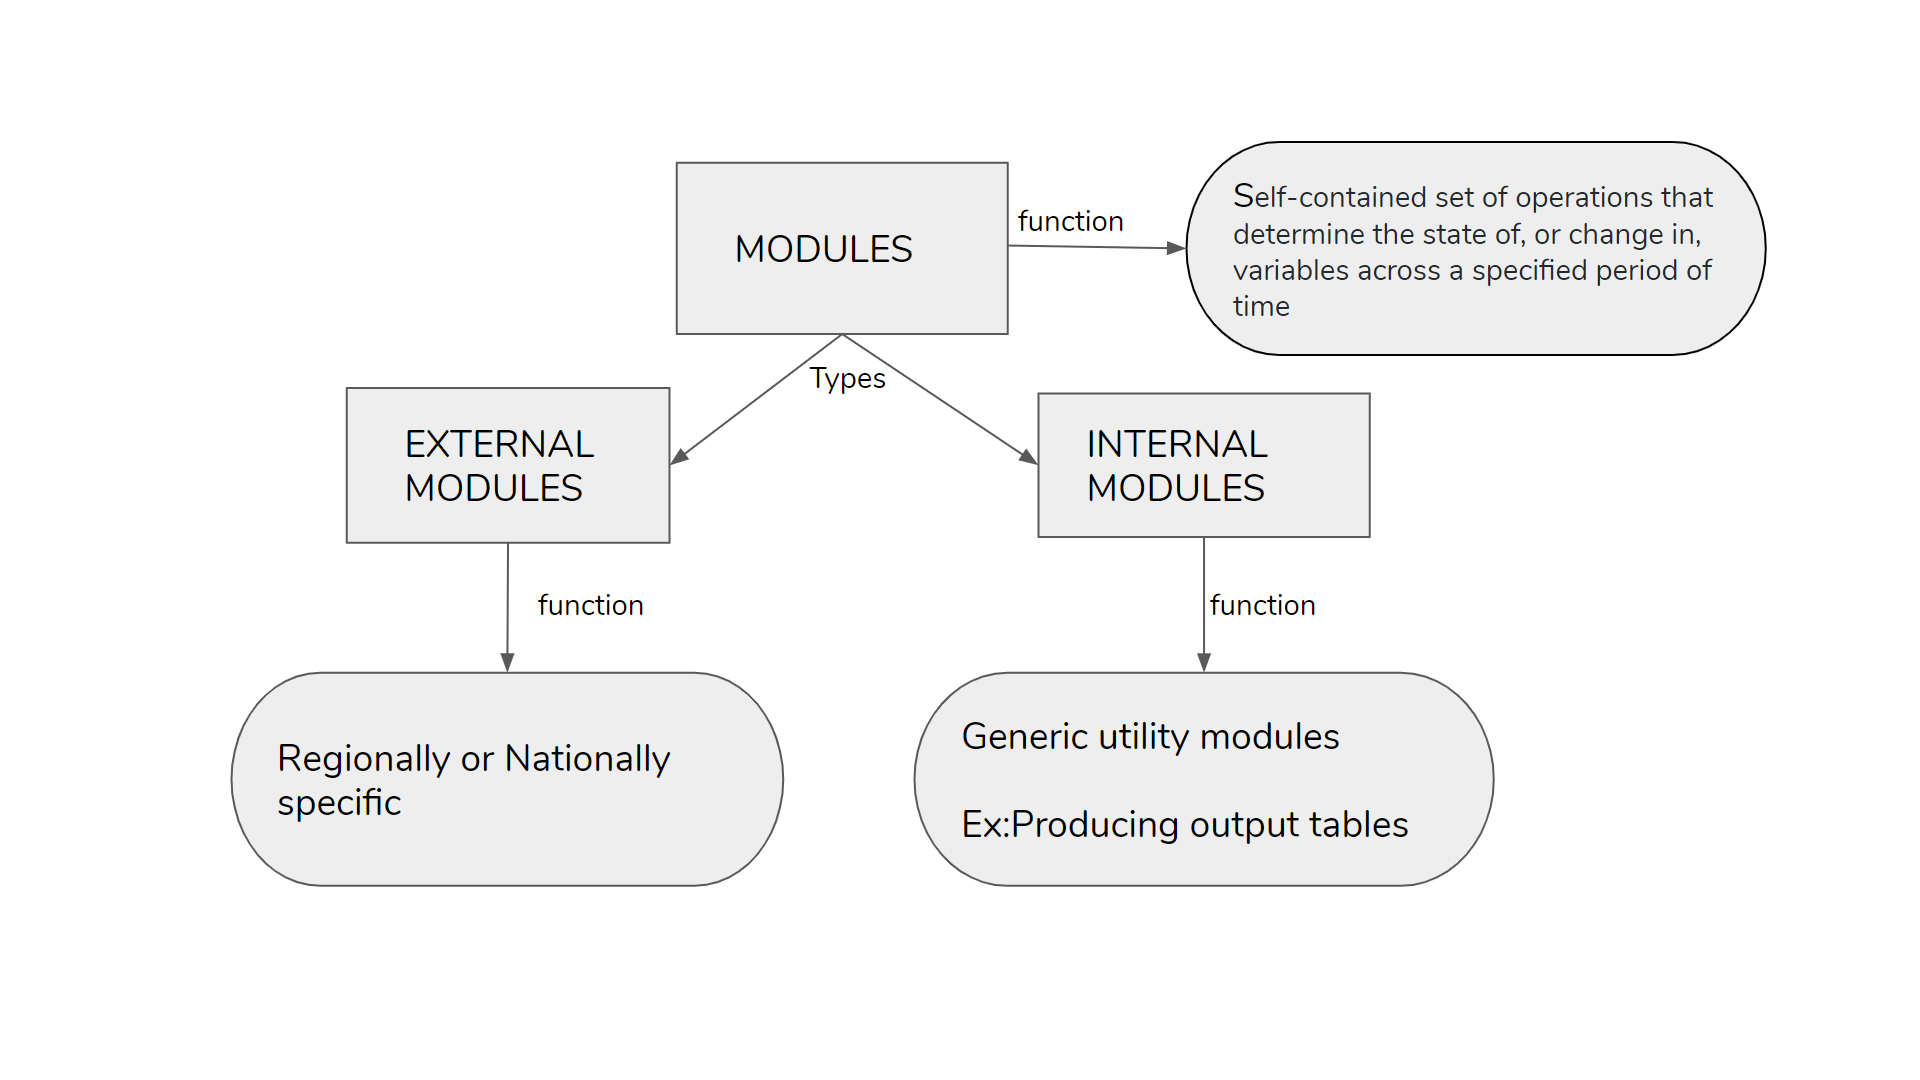 MODULES
function
Self-contained set of operations that
determine the state of, or change in,
variables across a specified period of
time
Types
EXTERNAL
MODULES
INTERNAL
MODULES
function
function
Regionally or Nationally
specific
Generic utility modules
Ex:Producing output tables